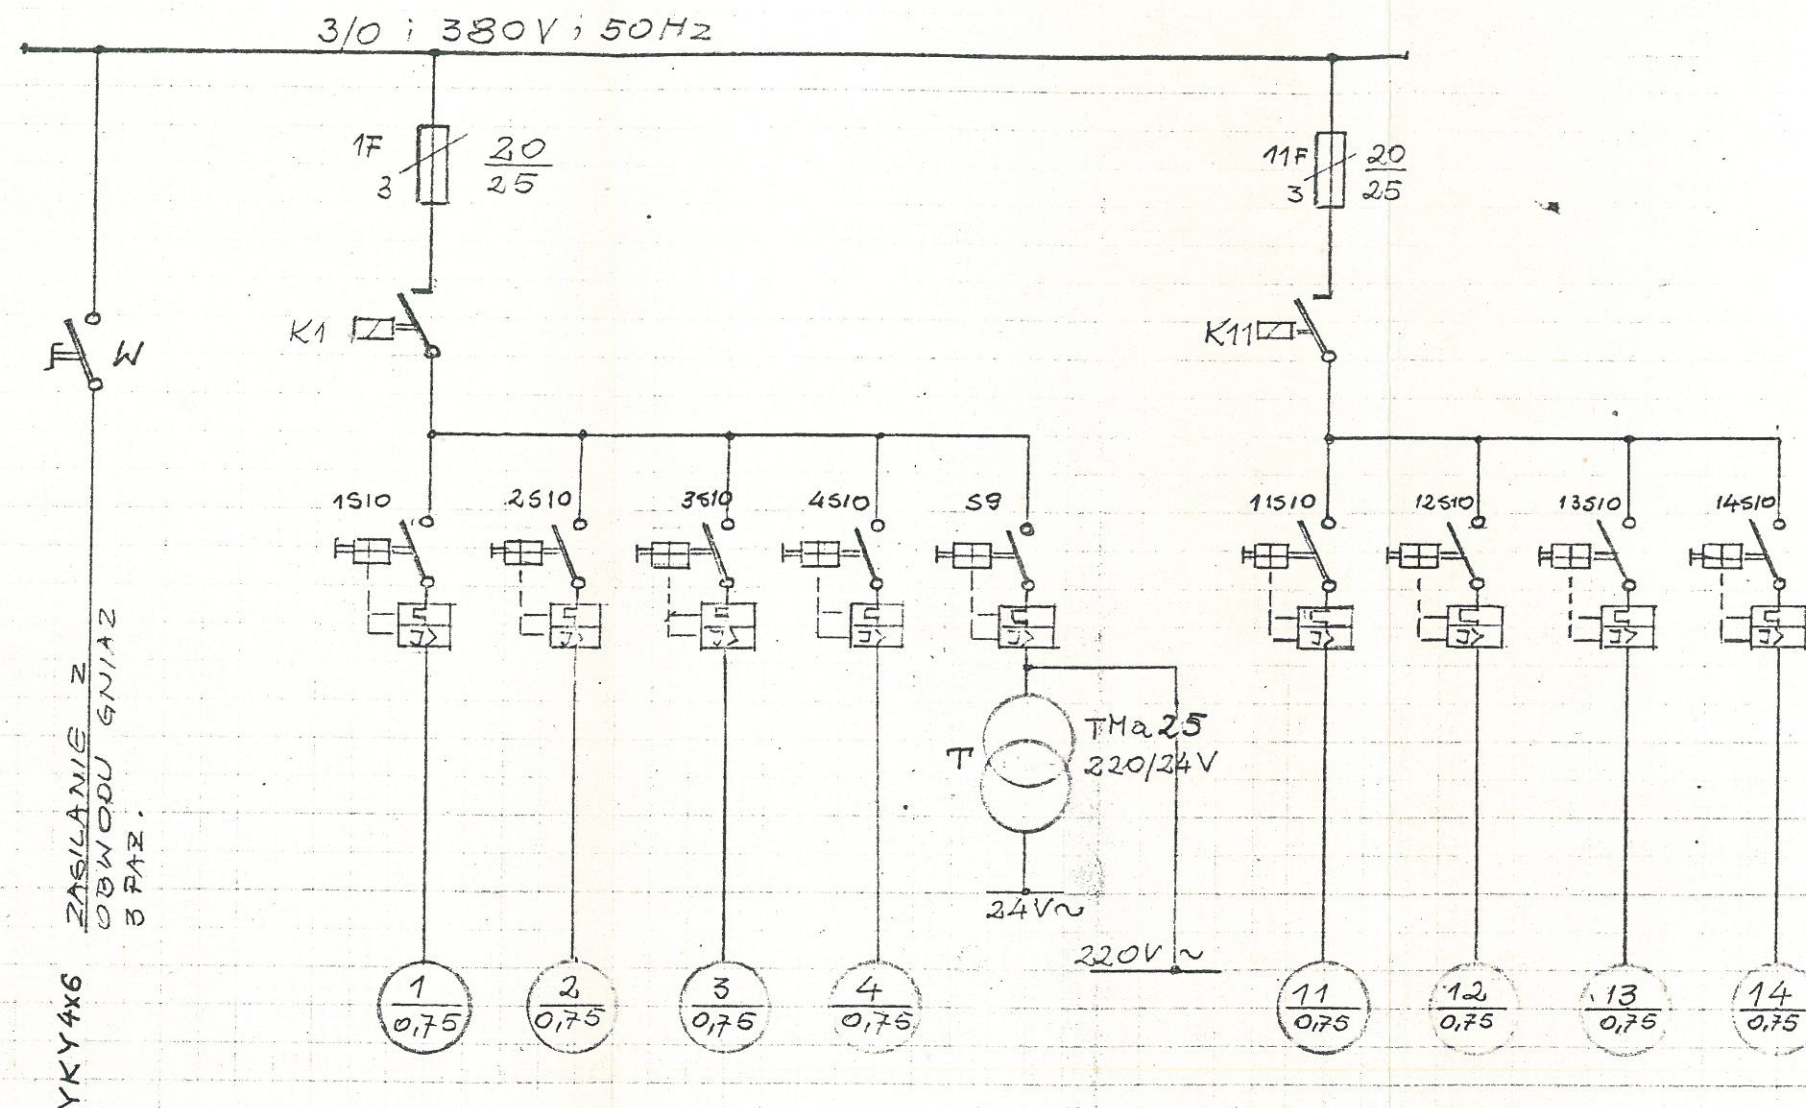 3/0 ; 380V ; 50Hz
1F
3
20
25
11F
3
20
25
W
K1
K11
1S10
2S10
3S10
4S10
S9
11S10
12S10
13S10
14S10
J>
J>
J>
J>
J>
J>
J>
J>
J>
T
TMa 25
220/24V
24V~
220V ~
ZASILANIE Z
OBWODU GNIAZ
3 FAZ.
YKY 4x6
1
0,75
2
0,75
3
0,75
4
0,75
11
0,75
12
0,75
13
0,75
14
0,75